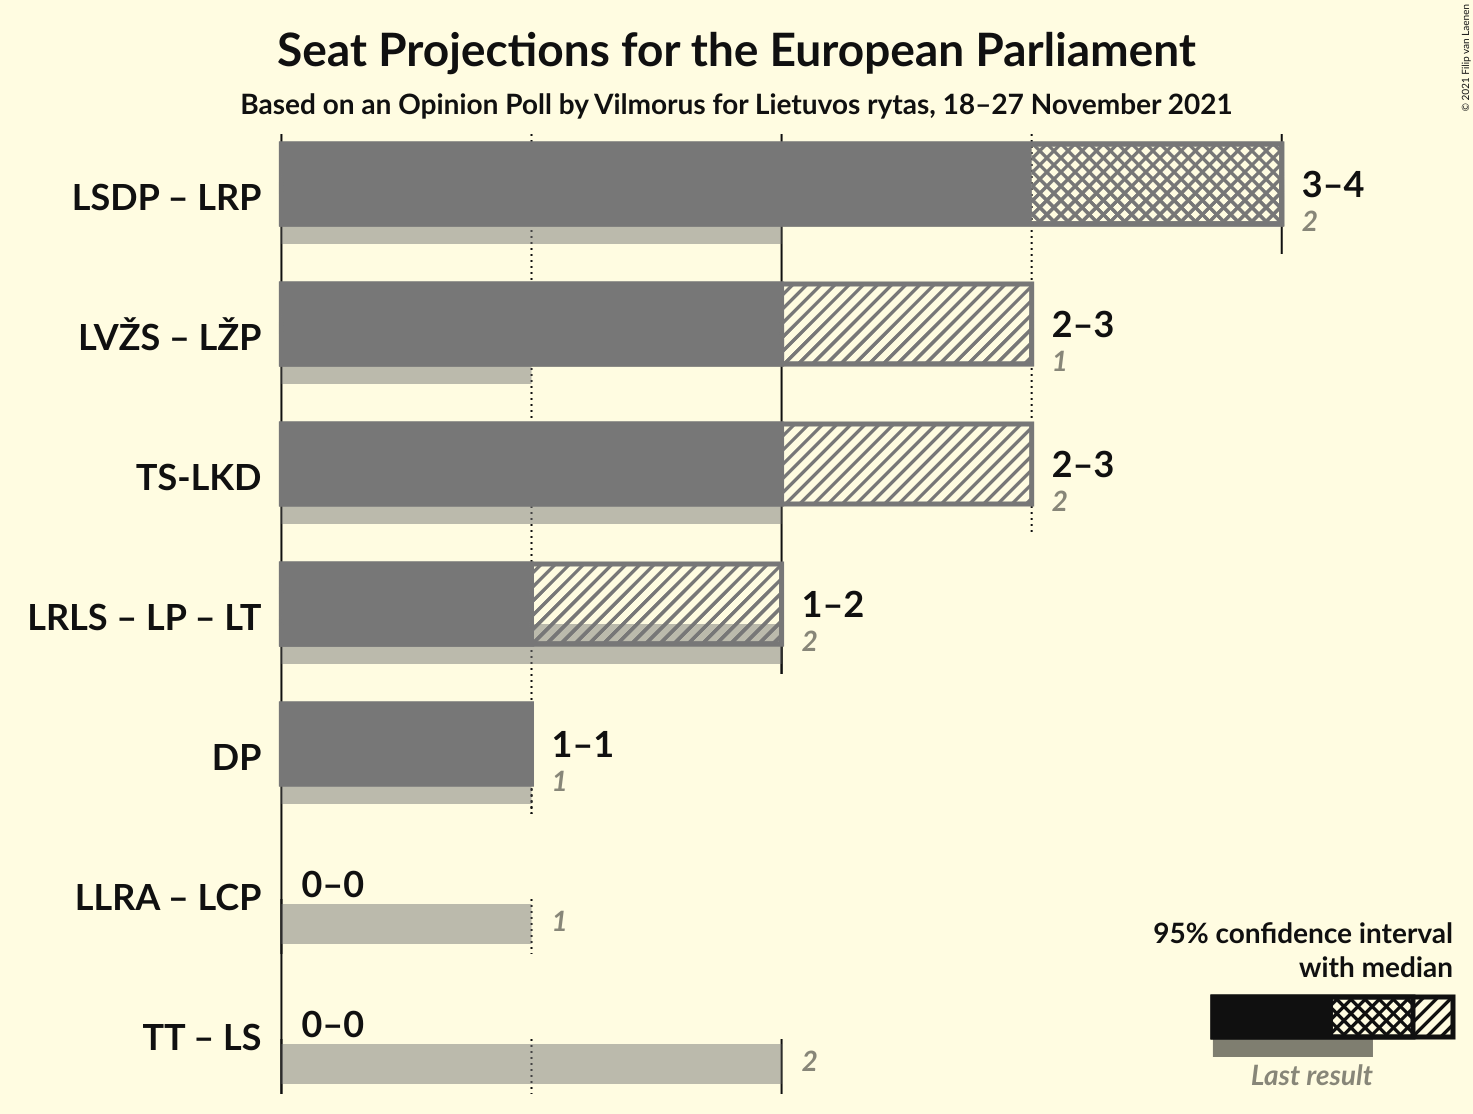 Seat Projections for the European Parliament
Based on an Opinion Poll by Vilmorus for Lietuvos rytas, 18–27 November 2021
© 2021 Filip van Laenen
LSDP – LRP
3–4
2
LVŽS – LŽP
2–3
1
TS-LKD
2–3
2
LRLS – LP – LT
1–2
2
DP
1–1
1
LLRA – LCP
0–0
1
TT – LS
0–0
2
95% confidence interval
with median
Last result